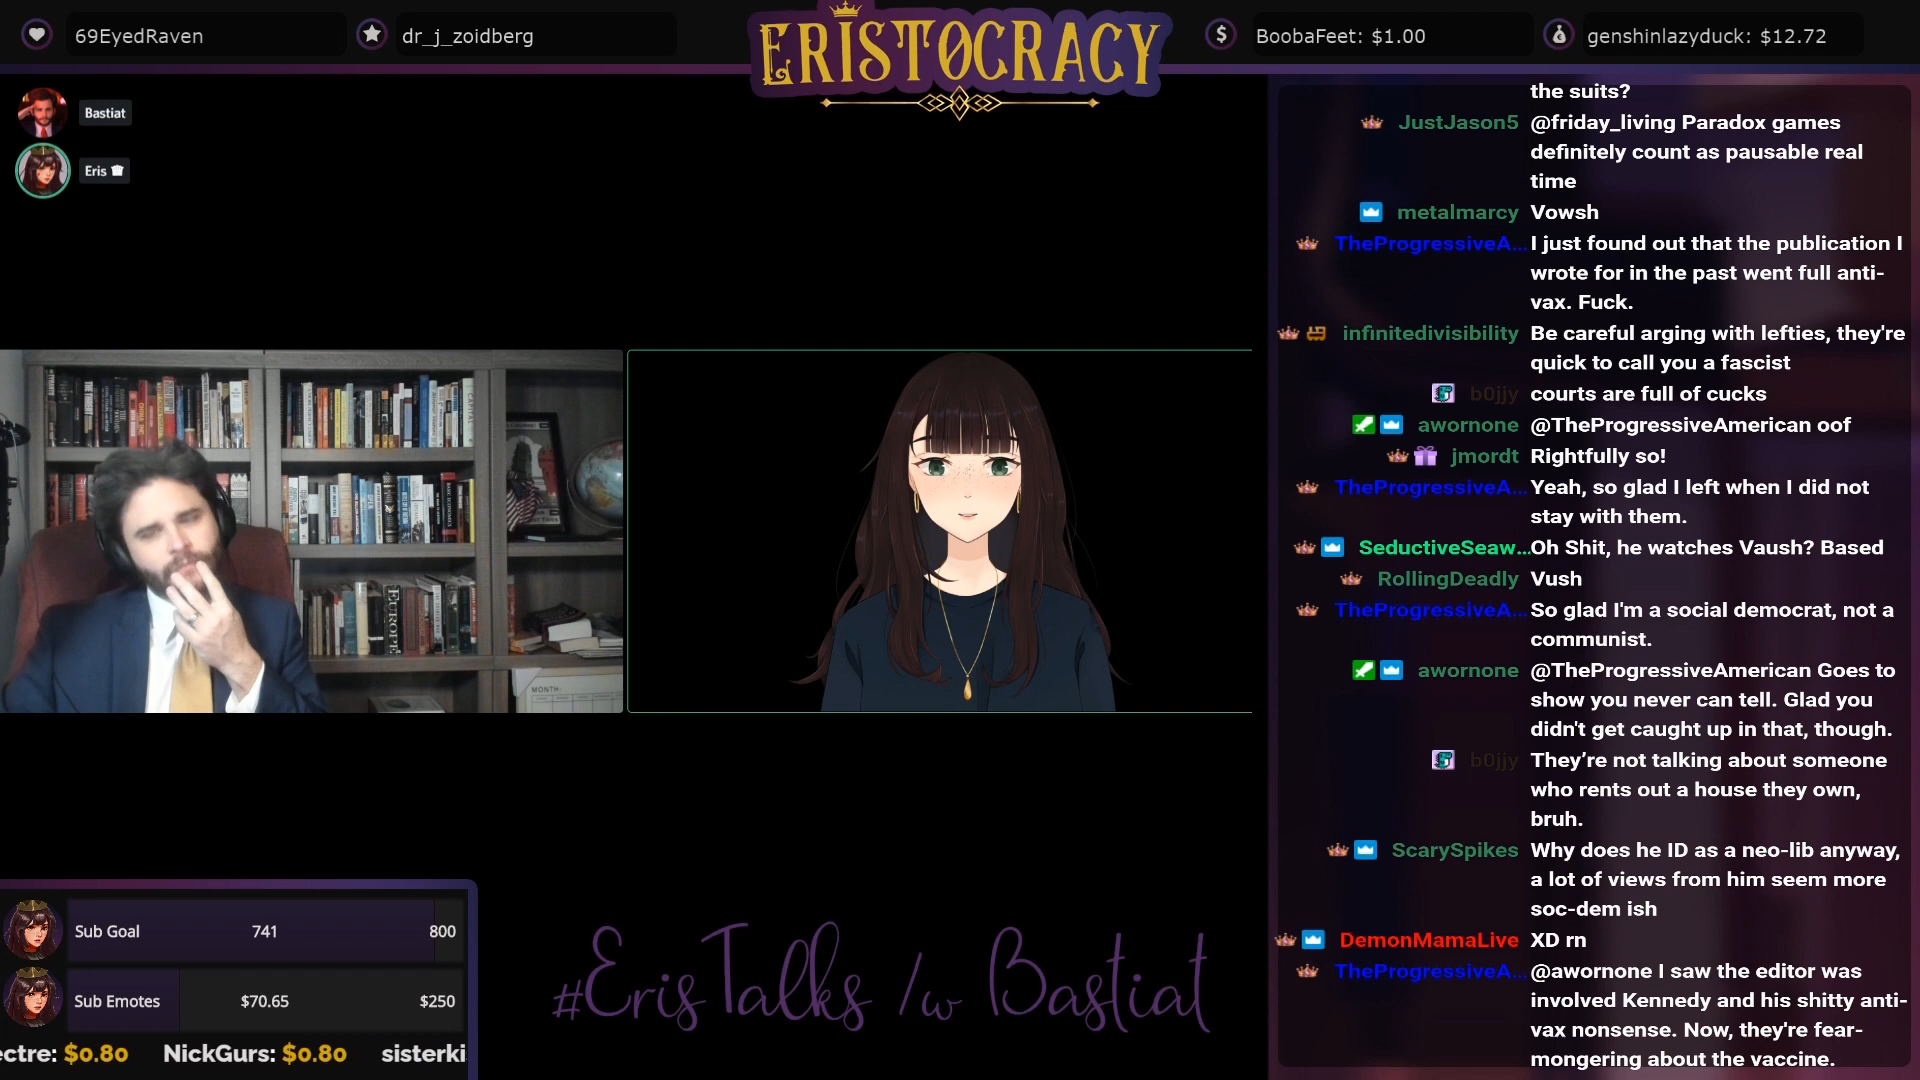 69EyedRaven
dr_j_zoidberg
ERISTOCRACY
BoobaFeet: $1.00
genshinlazyduck: $12.72
Bastiat
Eris
EUROPE
MONTH:
the suits?
JustJason5 @friday_living Paradox games
definitely count as pausable real
time
metalmarcy Vowsh
TheProgressiveA... I just found out that the publication I
wrote for in the past went full anti-
vax. Fuck.
infinitedivisibility Be careful arging with lefties, they're
quick to call you a fascist
b0jjy courts are full of cucks
awornone @TheProgressiveAmerican oof
jmordt Rightfully so!
TheProgressiveA... Yeah, so glad I left when I did not
stay with them.
SeductiveSeaw... Oh Shit, he watches Vaush? Based
RollingDeadly Vush
TheProgressiveA... So glad I'm a social democrat, not a
communist.
awornone @TheProgressiveAmerican Goes to
show you never can tell. Glad you
didn't get caught up in that, though.
b0jjy They’re not talking about someone
who rents out a house they own,
bruh.
ScarySpikes Why does he ID as a neo-lib anyway,
a lot of views from him seem more
soc-dem ish
DemonMamaLive XD rn
TheProgressiveA... @awornone I saw the editor was
involved Kennedy and his shitty anti-
vax nonsense. Now, they're fear-
mongering about the vaccine.
Sub Goal 741 800
Sub Emotes $70.65 $250
ectre: $0.80 NickGurs: $0.80 sisterki
#ErisTalks /w Bastiat